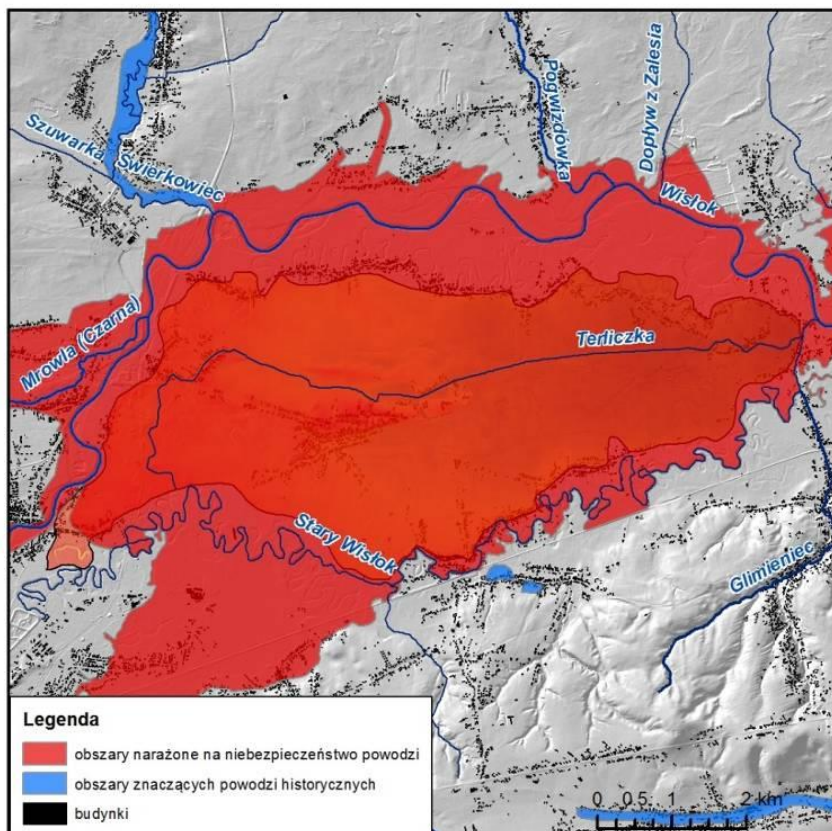 Szuwarka
Świerkowiec
Pogwizdówka
Dopływ z Zalesia
Wisłok
Mrowla (Czarna)
Terliczka
Stary Wisłok
Glimieniec
Legenda
obszary narażone na niebezpieczeństwo powodzi
obszary znaczących powodzi historycznych
budynki
0 0,5 1 2 km